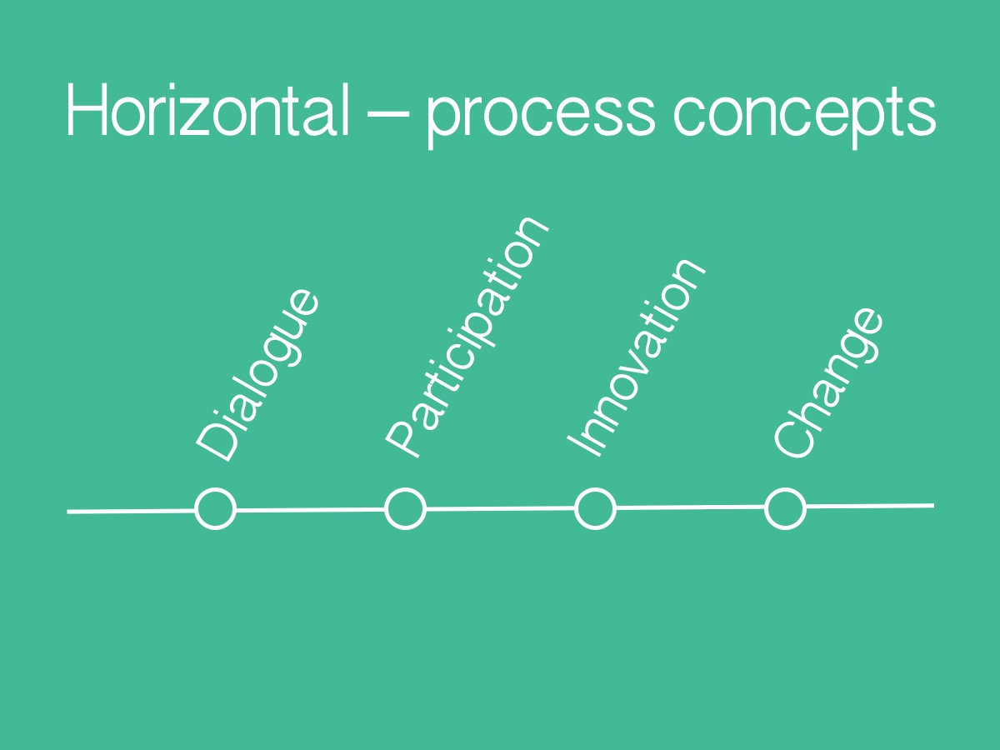 Horizontal – process concepts
Dialogue
Participation
Innovation
Change